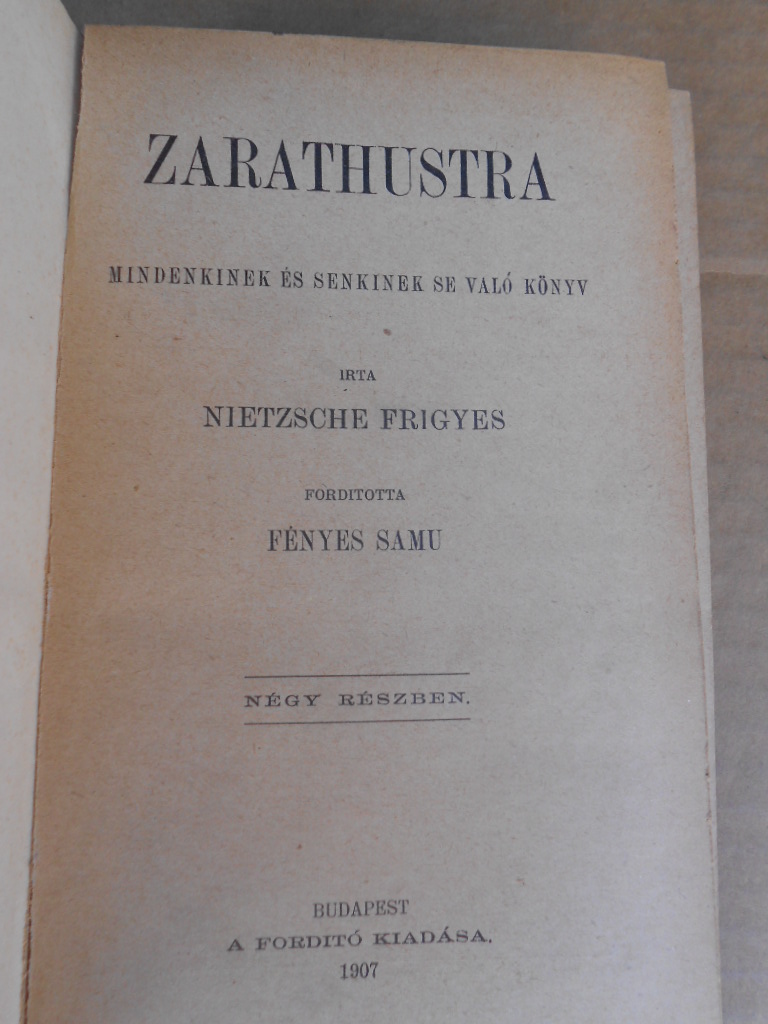 ZARATHUSTRA
MINDENKINEK ÉS SENKINEK SE VALÓ KÖNYV
IRTA
NIETZSCHE FRIGYES
FORDITOTTA
FÉNYES SAMU
NÉGY RÉSZBEN.
BUDAPEST
A FORDITÓ KIADÁSA.
1907